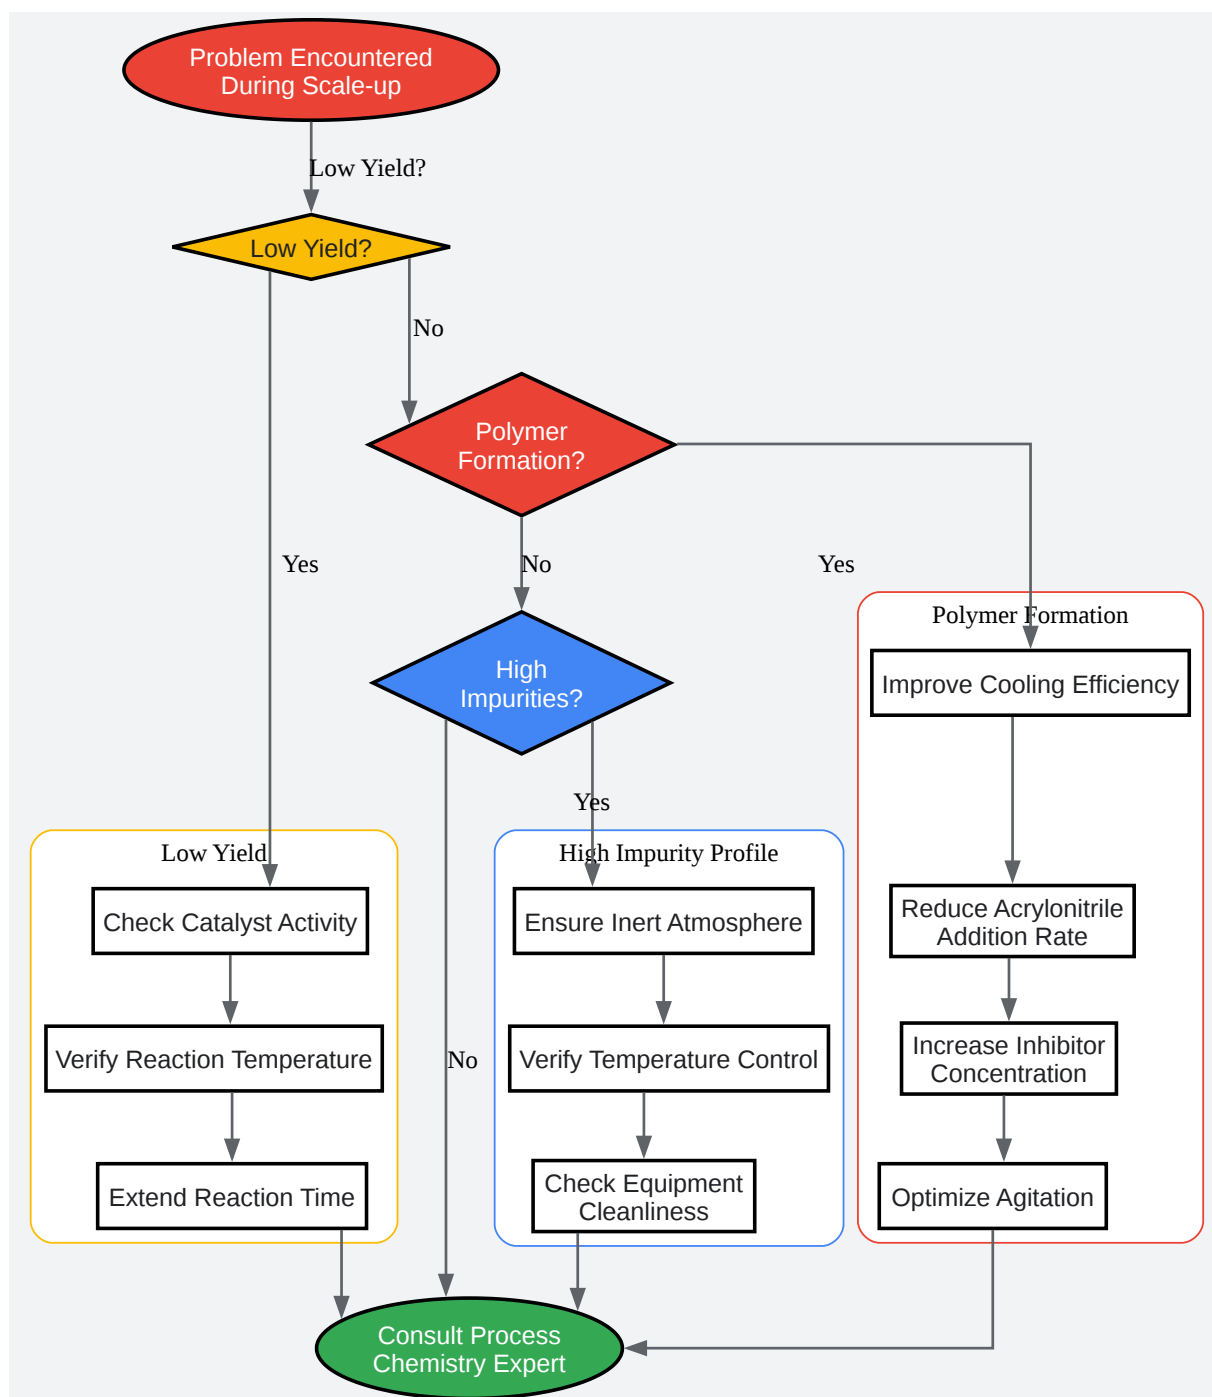 Problem Encountered
During Scale-up
Low Yield?
Low Yield?
No
Polymer
Formation?
Yes
No
Yes
Polymer Formation
High
Impurities?
Improve Cooling Efficiency
Yes
Low Yield
High Impurity Profile
Check Catalyst Activity
Ensure Inert Atmosphere
Reduce Acrylonitrile
Addition Rate
Verify Reaction Temperature
No
Verify Temperature Control
Increase Inhibitor
Concentration
Extend Reaction Time
Check Equipment
Cleanliness
Optimize Agitation
Consult Process
Chemistry Expert